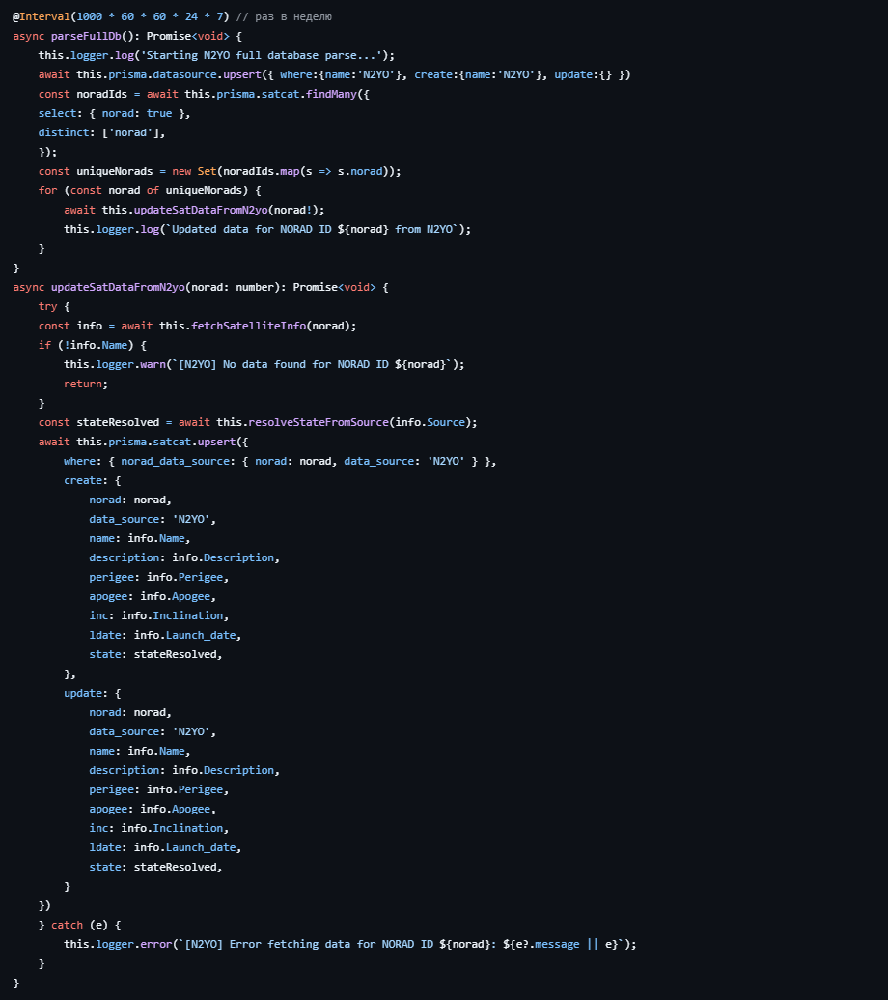 @Interval(1000 * 60 * 60 * 24 * 7) // раз в неделю
async parseFullDb(): Promise<void> {
    this.logger.log('Starting N2YO full database parse...');
    await this.prisma.datasource.upsert({ where:{name:'N2YO'}, create:{name:'N2YO'}, update:{} })
    const noradIds = await this.prisma.satcat.findMany({
    select: { norad: true },
    distinct: ['norad'],
    });
    const uniqueNorads = new Set(noradIds.map(s => s.norad));
    for (const norad of uniqueNorads) {
        await this.updateSatDataFromN2yo(norad!);
        this.logger.log(`Updated data for NORAD ID ${norad} from N2YO`);
    }
}
async updateSatDataFromN2yo(norad: number): Promise<void> {
    try {
    const info = await this.fetchSatelliteInfo(norad);
    if (!info.Name) {
        this.logger.warn(`[N2YO] No data found for NORAD ID ${norad}`);
        return;
    }
    const stateResolved = await this.resolveStateFromSource(info.Source);
    await this.prisma.satcat.upsert({
        where: { norad_data_source: { norad: norad, data_source: 'N2YO' } },
        create: {
            norad: norad,
            data_source: 'N2YO',
            name: info.Name,
            description: info.Description,
            perigee: info.Perigee,
            apogee: info.Apogee,
            inc: info.Inclination,
            ldate: info.Launch_date,
            state: stateResolved,
        },
        update: {
            norad: norad,
            data_source: 'N2YO',
            name: info.Name,
            description: info.Description,
            perigee: info.Perigee,
            apogee: info.Apogee,
            inc: info.Inclination,
            ldate: info.Launch_date,
            state: stateResolved,
        }
    })
    } catch (e) {
        this.logger.error(`[N2YO] Error fetching data for NORAD ID ${norad}: ${e?.message || e}`);
    }
}